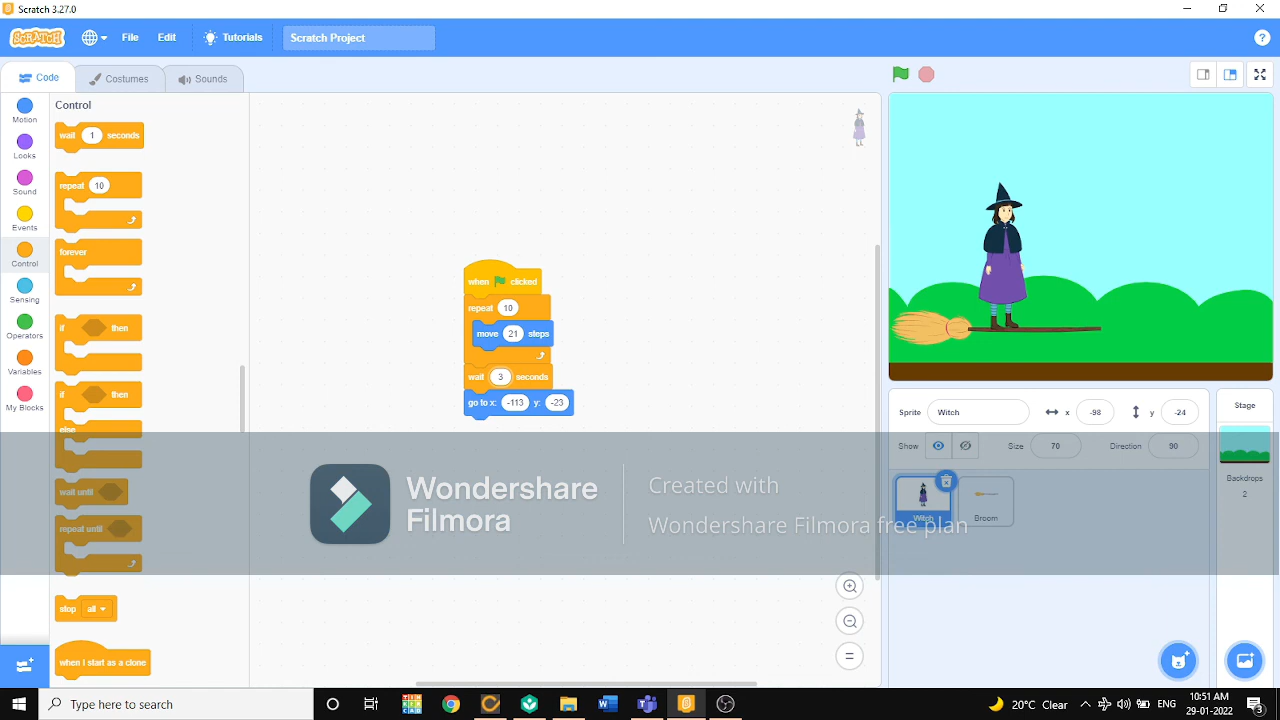 Scratch 3.27.0
SCRATCH File Edit Tutorials Scratch Project
Code Costumes Sounds
Motion
Looks
Sound
Events
Control
Sensing
Operators
Variables
My Blocks
Control
wait 1 seconds
repeat 10
forever
if then
if then
else
wait until
repeat until
stop all
when I start as a clone
when clicked
repeat 10
move 21 steps
wait 3 seconds
go to x: -113 y: -23
Sprite Witch x -98 y -24
Show Size 70 Direction 90
Witch
Broom
Stage
Backdrops
2
Wondershare
Filmora
Created with
Wondershare Filmora free plan
Type here to search
20°C Clear
ENG
10:51 AM
29-01-2022
3